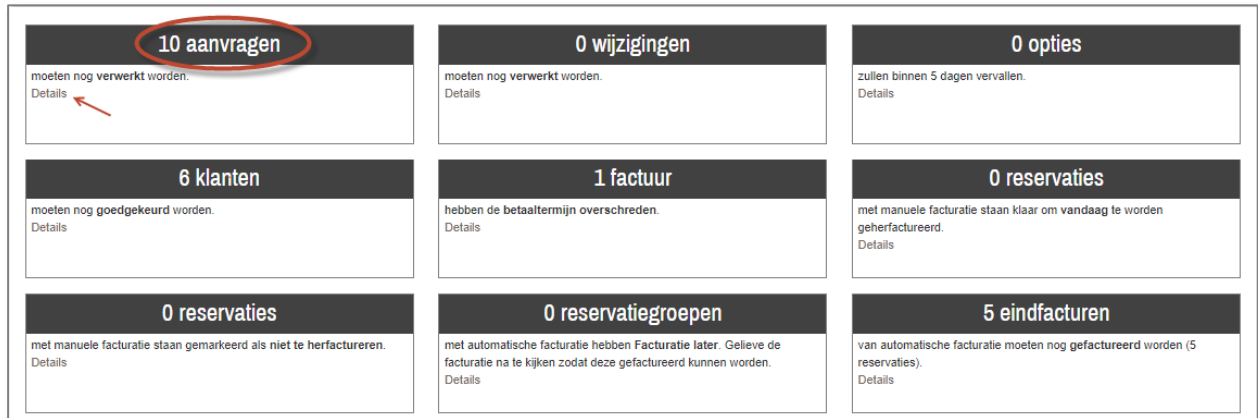 10 aanvragen
moeten nog verwerkt worden.
Details
0 wijzigingen
moeten nog verwerkt worden.
Details
0 opties
zullen binnen 5 dagen vervallen.
Details
6 klanten
moeten nog goedgekeurd worden.
Details
1 factuur
hebben de betaaltermijn overschreden.
Details
0 reservaties
met manuele facturatie staan klaar om vandaag te worden
geherfactureerd.
Details
0 reservaties
met manuele facturatie staan gemarkeerd als niet te herfactureren.
Details
0 reservatiegroepen
met automatische facturatie hebben Facturatie later. Gelieve de
facturatie na te kijken zodat deze gefactureerd kunnen worden.
Details
5 eindfacturen
van automatische facturatie moeten nog gefactureerd worden (5
reservaties).
Details